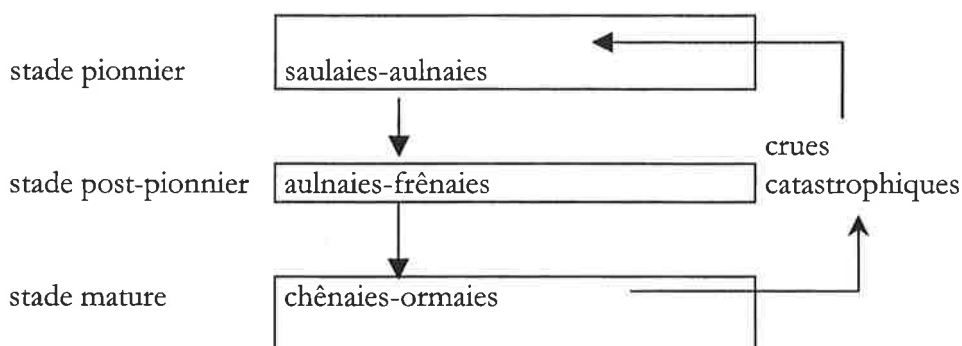 stade pionnier
saulaies-aulnaies
crues
catastrophiques
stade post-pionnier
aulnaies-frênaies
stade mature
chênaies-ormaies